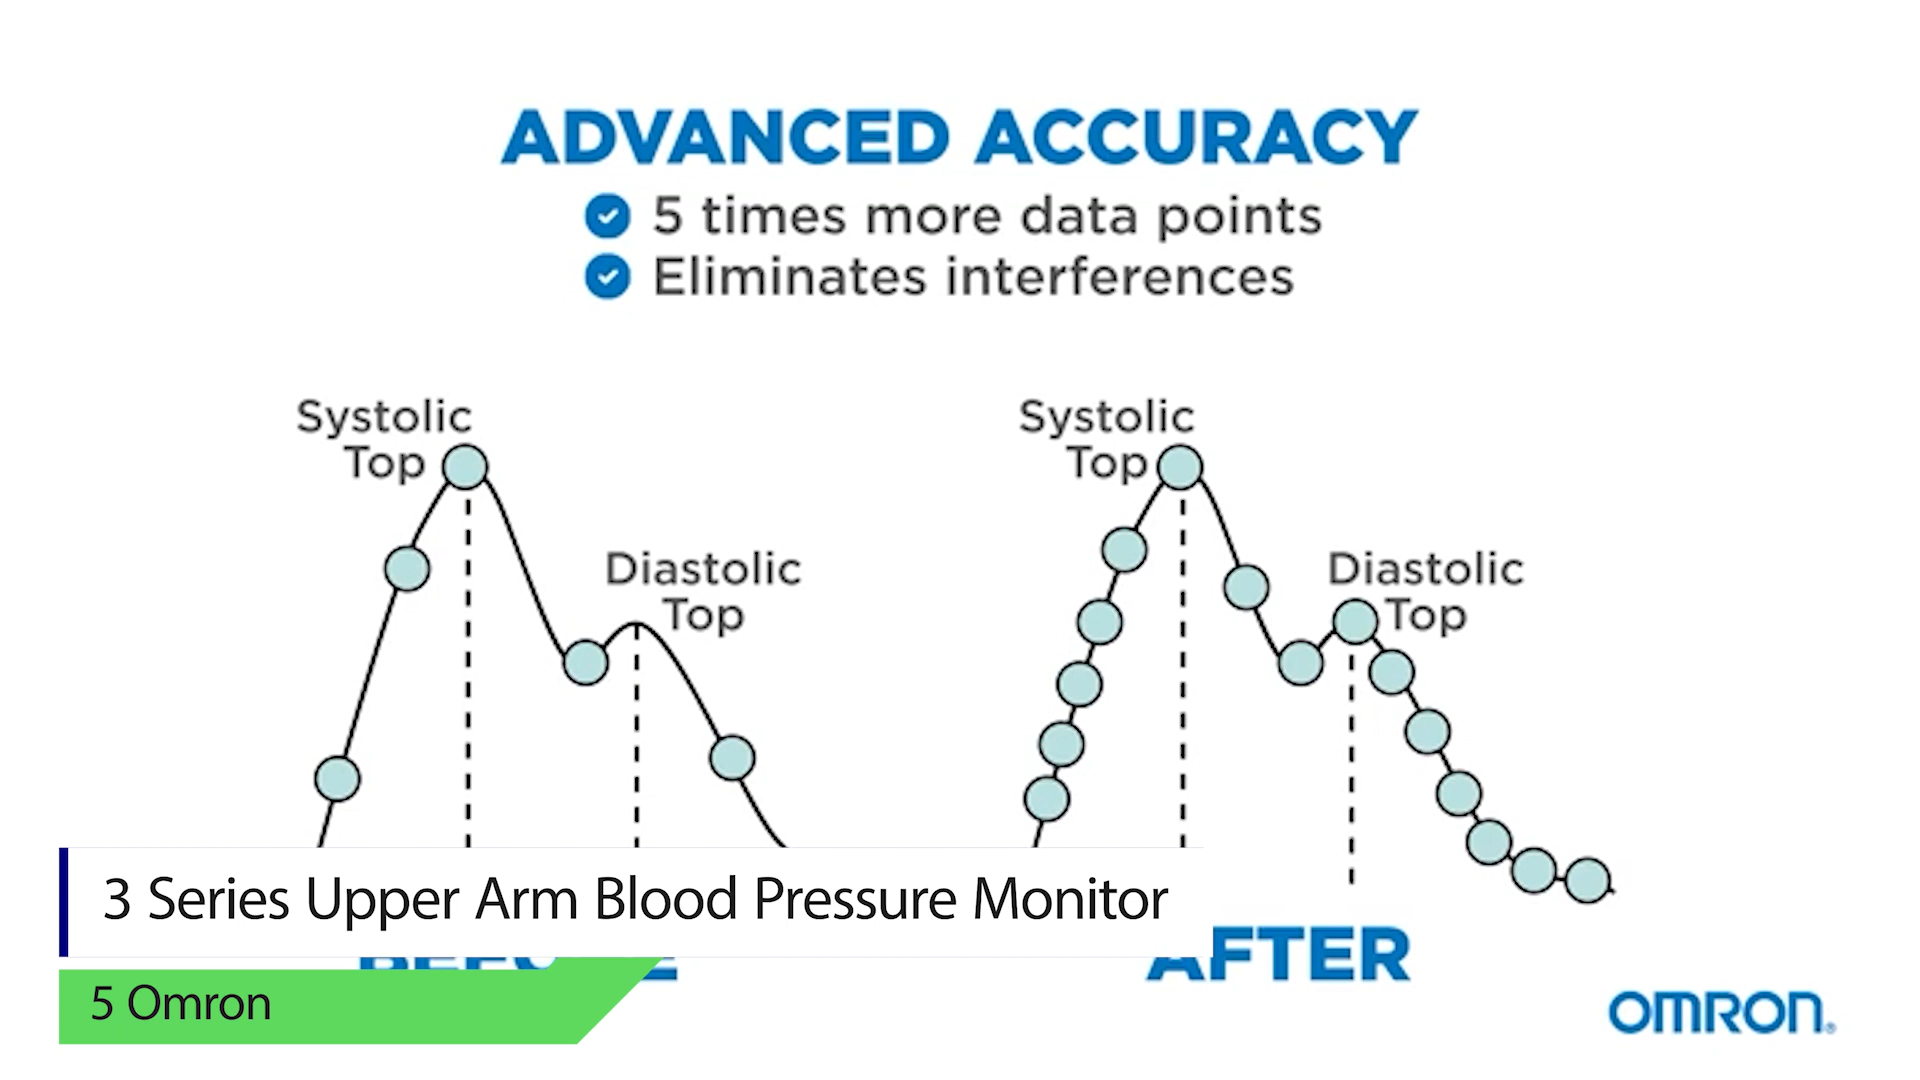 ADVANCED ACCURACY
5 times more data points
Eliminates interferences
Systolic
Top
Diastolic
Top
Systolic
Top
Diastolic
Top
3 Series Upper Arm Blood Pressure Monitor
AFTER
5 Omron
OMRON